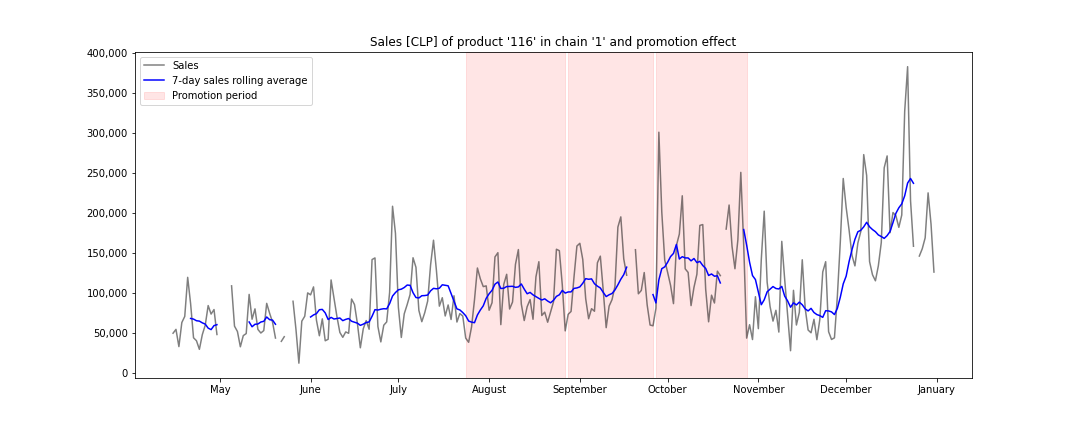 Sales [CLP] of product '116' in chain '1' and promotion effect
400,000
350,000
300,000
250,000
200,000
150,000
100,000
50,000
0
Sales
7-day sales rolling average
Promotion period
May June July August September October November December January